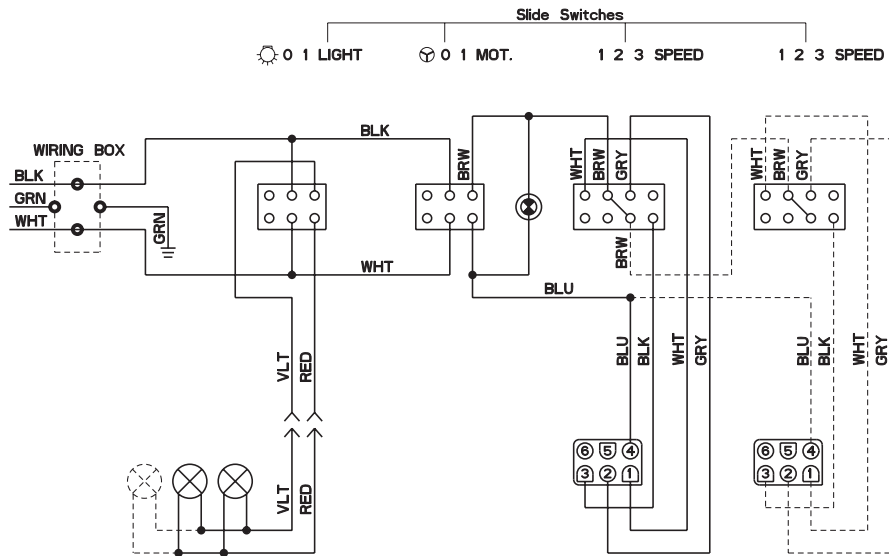 Slide Switches
0 1 LIGHT
0 1 MOT.
1 2 3 SPEED
1 2 3 SPEED
WIRING BOX
BLK
GRN
WHT
GRN
BLK
WHT
BRW
WHT
BRW
GRY
BRW
WHT
BRW
GRY
BLU
VLT
RED
BLU
BLK
WHT
GRY
BLU
BLK
WHT
GRY
VLT
RED
6 5 4
3 2 1
6 5 4
3 2 1